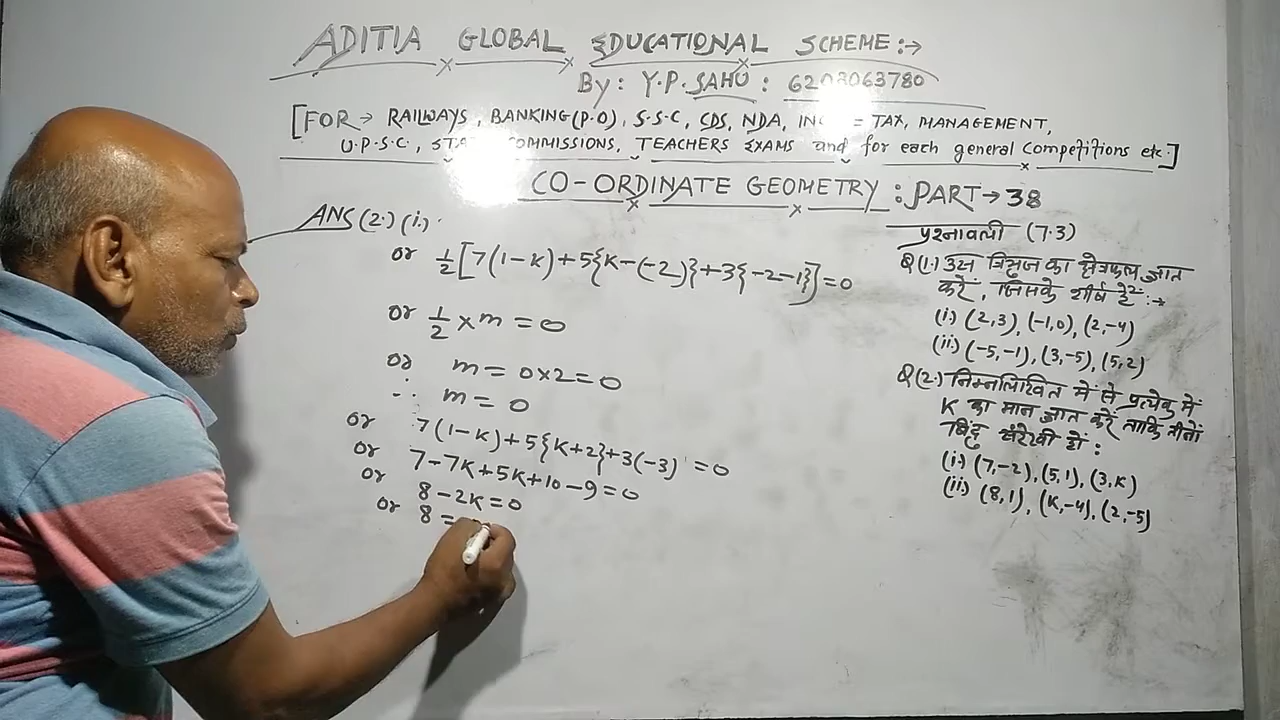 ADITIA GLOBAL EDUCATIONAL SCHEME :→
By : Y.P. SAHU : 6203063780
[FOR → RAILWAYS, BANKING (P.O), S.S.C, CDS, NDA, TAX, MANAGEMENT,
U.P.S.C, COMMISSIONS, TEACHERS EXAMS and for each general competitions etc.]
CO-ORDINATE GEOMETRY : PART → 38
ANS (2.) (i.) :
or 1/2 [7(1-K)+5{K-(-2)}+3{-2-1}] = 0
or 1/2 × m = 0
or m = 0×2 = 0
∴ m = 0
or 7(1-K)+5{K+2}+3(-3) = 0
or 7-7K+5K+10-9 = 0
or 8-2K = 0
or 8 =
प्रश्नावली (7.3)
Q(1.) उस त्रिभुज का क्षेत्रफल ज्ञात
करें, जिसके शीर्ष हैं :→
(i.) (2,3), (-1,0), (2,-4)
(ii.) (-5,-1), (3,-5), (5,2)
Q(2.) निम्नलिखित में से प्रत्येक में
K का मान ज्ञात करें ताकि तीनों
बिंदु संरेखी हों :
(i.) (7,-2), (5,1), (3,K)
(ii.) (8,1), (K,-4), (2,-5)